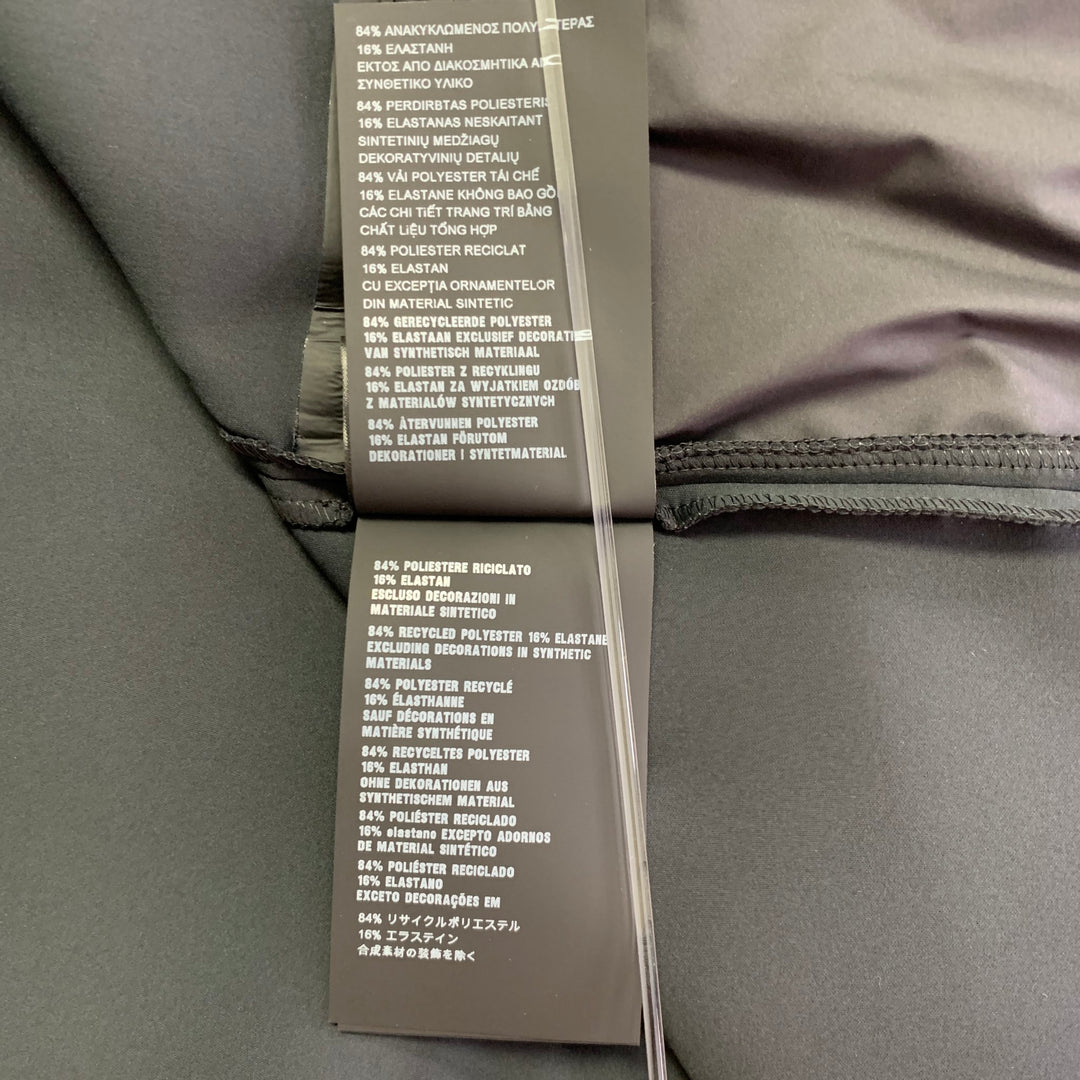 84% ΑΝΑΚΥΚΛΩΜΕΝΟΣ
16% ΕΛΑΣΤΑΝΗ
ΕΚΤΟΣ ΑΠΟ ΔΙΑΚΟΣΜΗΤΙΚΑ
ΣΥΝΘΕΤΙΚΟ ΥΛΙΚΟ
84% PERDIRBTAS POLIESTERIS
16% ELASTANAS NESKAITANT
SINTETINIŲ MEDŽIAGŲ
DEKORATYVINIŲ DETALIŲ
84% VẢI POLYESTER TÁI CHẾ
16% ELASTANE KHÔNG BAO
CÁC CHI TIẾT TRANG TRÍ BẰNG
CHẤT LIỆU TỔNG HỢP
84% POLIESTER RECICLAT
16% ELASTAN
CU EXCEPȚIA ORNAMENTELOR
DIN MATERIAL SINTETIC
84% GERECYCLEERDE POLYESTER
16% ELASTAAN EXCLUSIEF
VAN SYNTHETISCH MATERIAAL
84% POLIESTER Z RECYKLINGU
16% ELASTAN ZA WYJATKIEM OZDÓB
Z MATERIALÓW SYNTETYCZNYCH
84% ÅTERVUNNEN POLYESTER
16% ELASTAN FÖRUTOM
DEKORATIONER I SYNTETMATERIAL
84% POLIESTERE RICICLATO
16% ELASTAN
ESCLUSO DECORAZIONI IN
MATERIALE SINTETICO
84% RECYCLED POLYESTER 16% ELASTANE
EXCLUDING DECORATIONS IN SYNTHETIC
MATERIALS
84% POLYESTER RECYCLÉ
16% ÉLASTHANNE
SAUF DÉCORATIONS EN
MATIÈRE SYNTHÉTIQUE
84% RECYCELTES POLYESTER
16% ELASTHAN
OHNE DEKORATIONEN AUS
SYNTHETISCHEM MATERIAL
84% POLIÉSTER RECICLADO
16% elastano EXCEPTO ADORNOS
DE MATERIAL SINTÉTICO
84% POLIÉSTER RECICLADO
16% ELASTANO
EXCETO DECORAÇÕES EM
84% リサイクルポリエステル
16% エラステイン
合成素材の装飾を除く